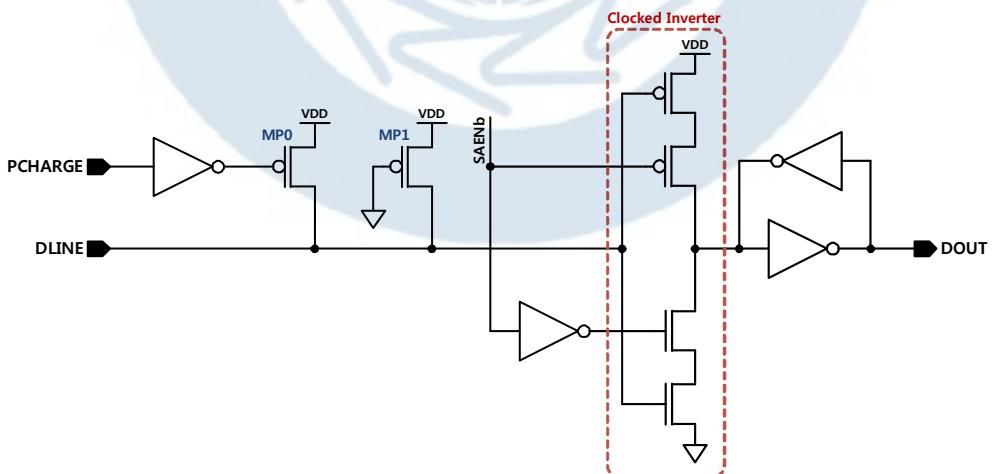 Clocked Inverter
VDD
VDD
VDD
MP0
MP1
SAENb
PCHARGE
DLINE
DOUT